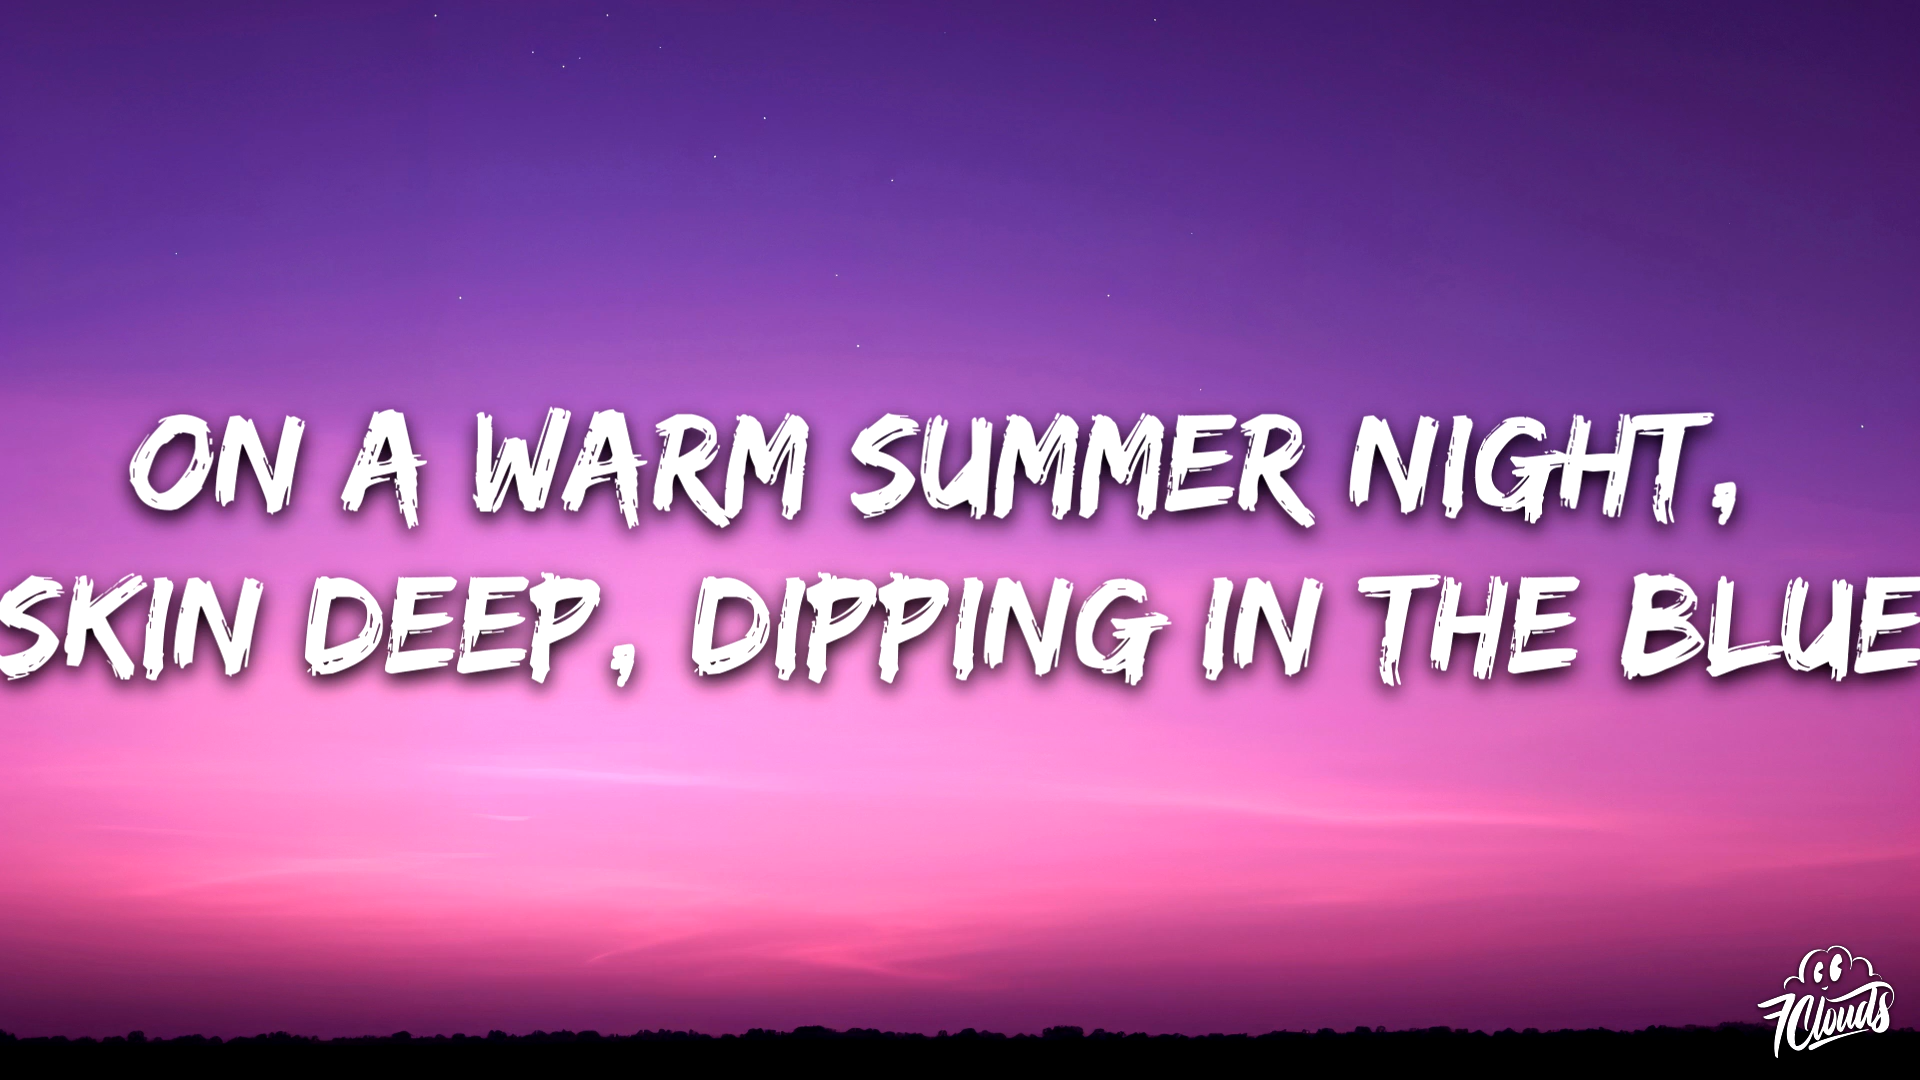 ON A WARM SUMMER NIGHT,
SKIN DEEP, DIPPING IN THE BLUE
7Clouds